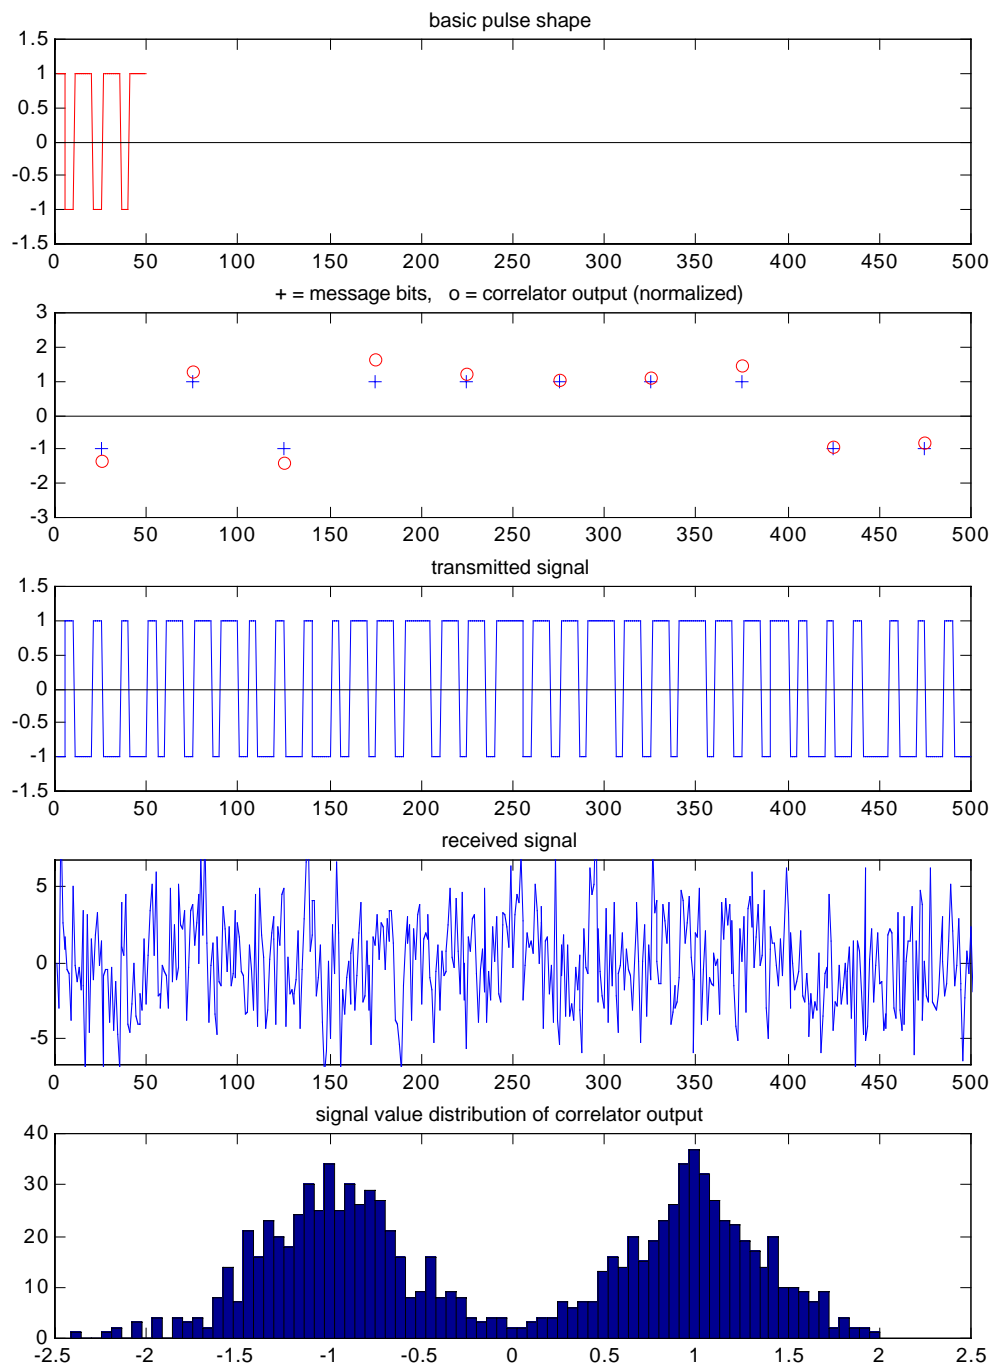 basic pulse shape
1.5
1
0.5
0
-0.5
-1
-1.5
0 50 100 150 200 250 300 350 400 450 500
+ = message bits, o = correlator output (normalized)
3
2
1
0
-1
-2
-3
0 50 100 150 200 250 300 350 400 450 500
transmitted signal
1.5
1
0.5
0
-0.5
-1
-1.5
0 50 100 150 200 250 300 350 400 450 500
received signal
5
0
-5
0 50 100 150 200 250 300 350 400 450 500
signal value distribution of correlator output
40
30
20
10
0
-2.5 -2 -1.5 -1 -0.5 0 0.5 1 1.5 2 2.5